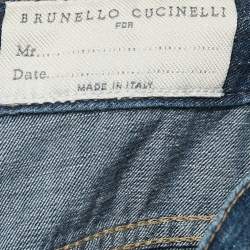 BRUNELLO CUCINELLI
FOR
Mr.
Date
MADE IN ITALY